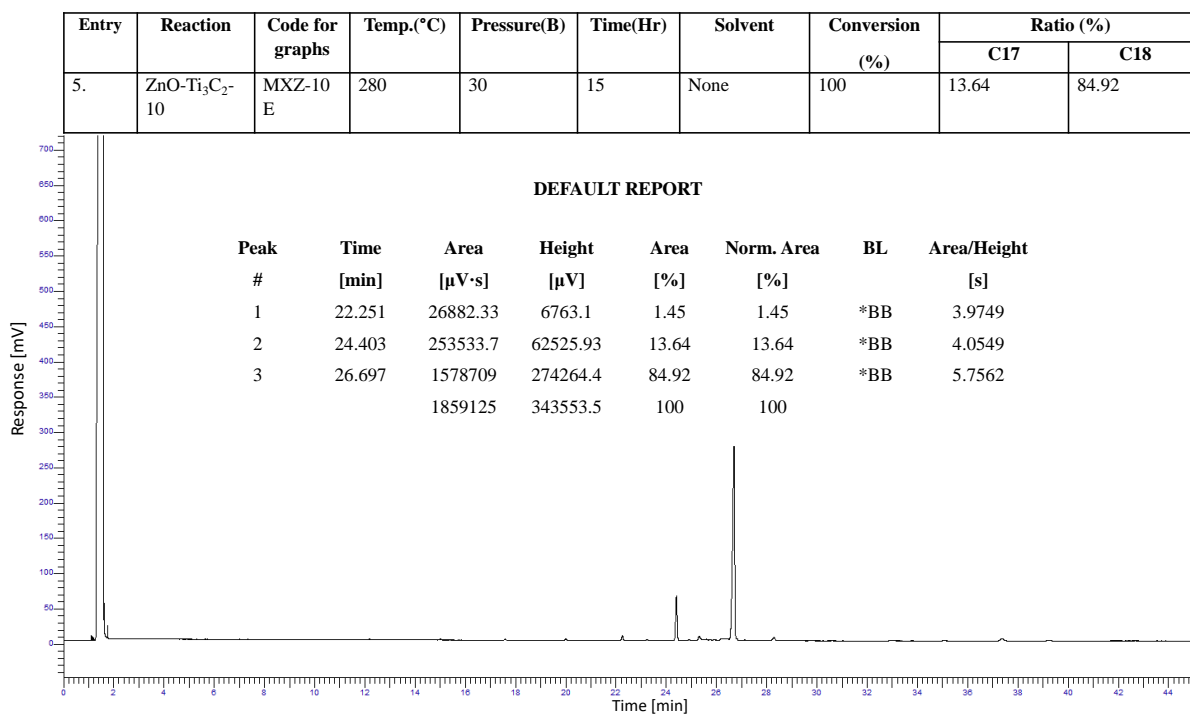 Entry Reaction Code for graphs Temp.(°C) Pressure(B) Time(Hr) Solvent Conversion (%) Ratio (%)
C17 C18
5. ZnO-Ti₃C₂-10 MXZ-10 E 280 30 15 None 100 13.64 84.92
DEFAULT REPORT
Peak Time Area Height Area Norm. Area BL Area/Height
# [min] [µV·s] [µV] [%] [%] [s]
1 22.251 26882.33 6763.1 1.45 1.45 *BB 3.9749
2 24.403 253533.7 62525.93 13.64 13.64 *BB 4.0549
3 26.697 1578709 274264.4 84.92 84.92 *BB 5.7562
1859125 343553.5 100 100
Response [mV]
700
650
600
550
500
450
400
350
300
250
200
150
100
50
0
0 2 4 6 8 10 12 14 16 18 20 22 24 26 28 30 32 34 36 38 40 42 44
Time [min]